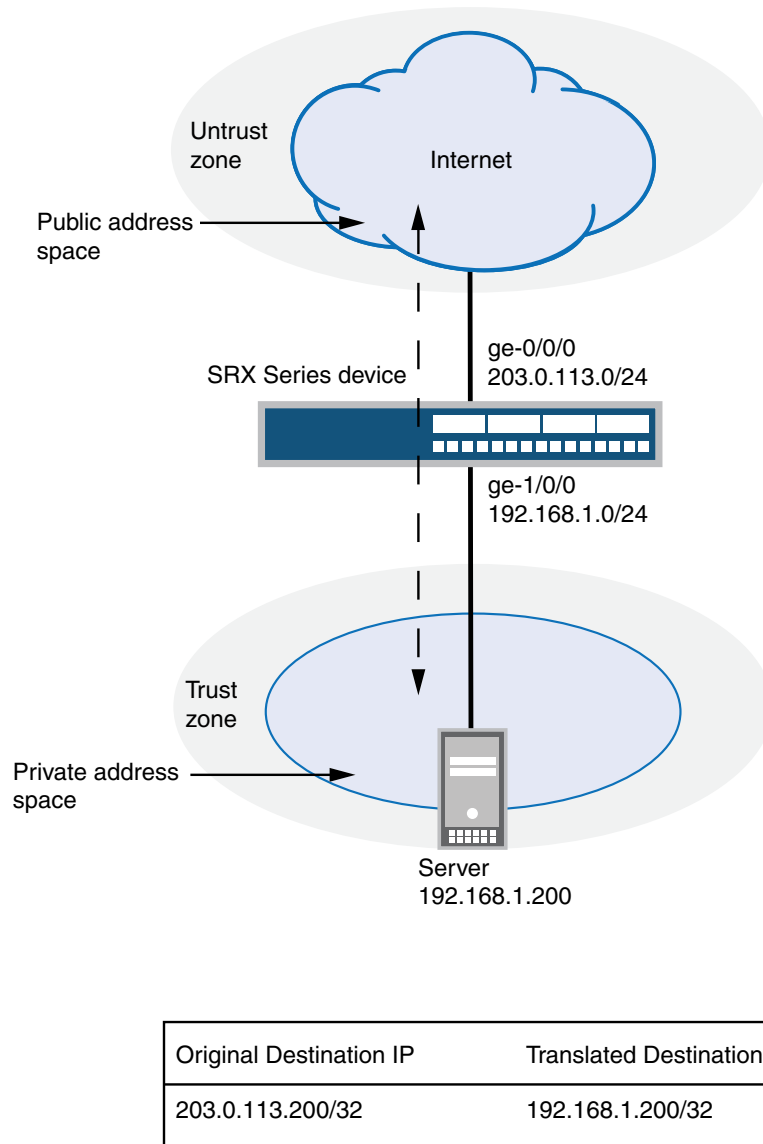 Untrust
zone
Internet
Public address
space
ge-0/0/0
203.0.113.0/24
SRX Series device
ge-1/0/0
192.168.1.0/24
Trust
zone
Private address
space
Server
192.168.1.200
Original Destination IP Translated Destination
203.0.113.200/32 192.168.1.200/32